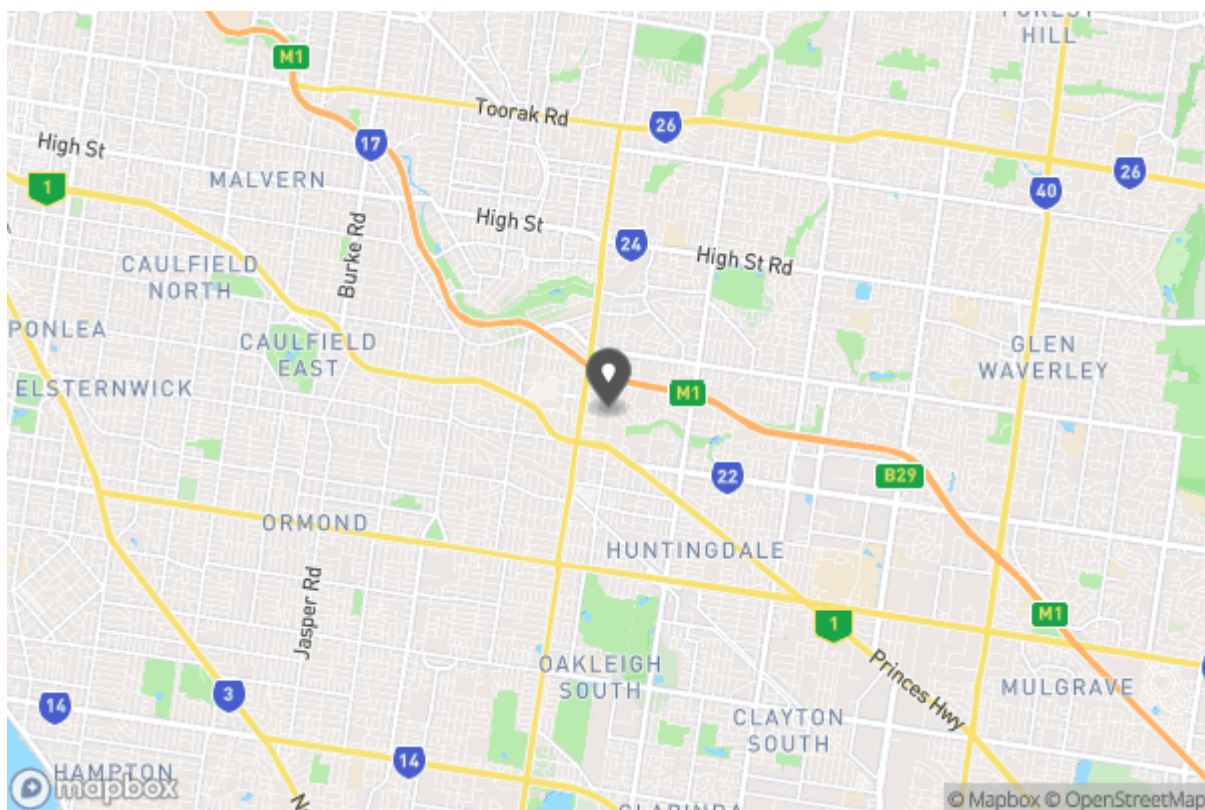 FOREST
HILL
M1
Toorak Rd
26
17
High St
26
1
MALVERN
40
High St
24
Burke Rd
High St Rd
CAULFIELD
NORTH
PONLEA
CAULFIELD
EAST
GLEN
WAVERLEY
ELSTERNWICK
M1
22
B29
ORMOND
HUNTINGDALE
Jasper Rd
M1
1
OAKLEIGH
SOUTH
Princes Hwy
3
MULGRAVE
14
CLAYTON
SOUTH
14
HAMPTON
mapbox
N
CLARINDA
© Mapbox © OpenStreetMap